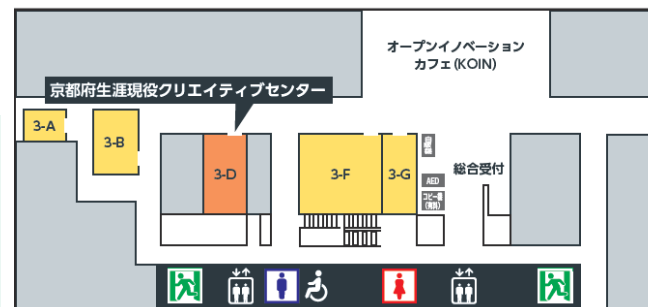 オープンイノベーション
カフェ(KOIN)
京都府生涯現役クリエイティブセンター
3-A
3-B
3-D
3-F
3-G
総合受付
AED
コピー機
(有料)